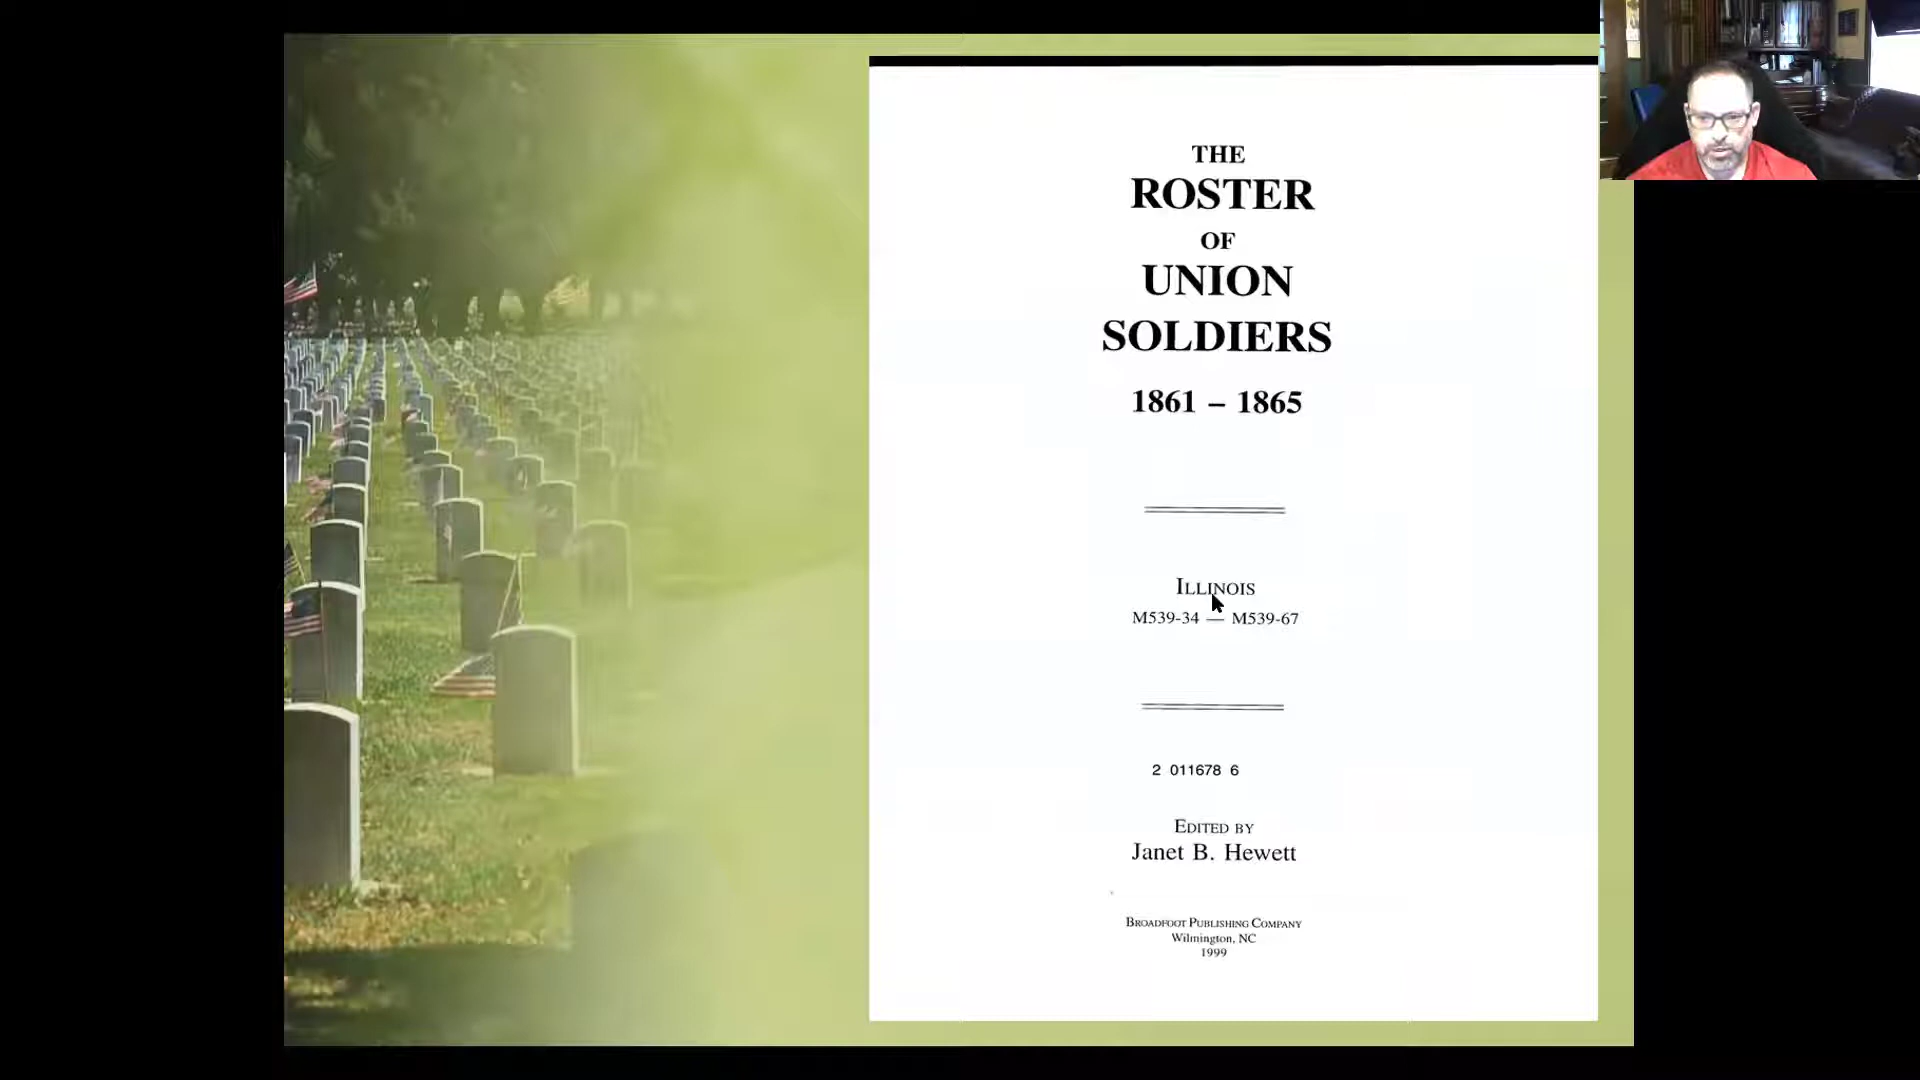 THE
ROSTER
OF
UNION
SOLDIERS
1861 – 1865
ILLINOIS
M539-34 — M539-67
2 011678 6
EDITED BY
Janet B. Hewett
BROADFOOT PUBLISHING COMPANY
Wilmington, NC
1999